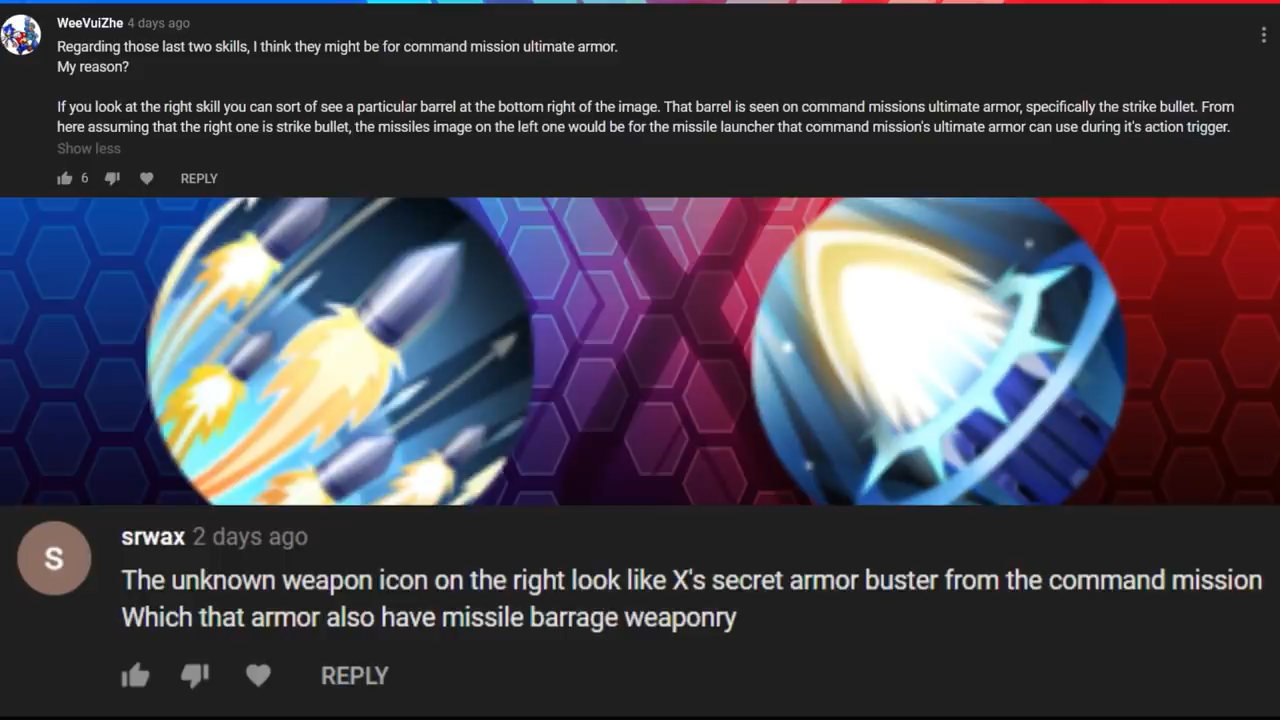 WeeVuiZhe 4 days ago
Regarding those last two skills, I think they might be for command mission ultimate armor.
My reason?
If you look at the right skill you can sort of see a particular barrel at the bottom right of the image. That barrel is seen on command missions ultimate armor, specifically the strike bullet. From
here assuming that the right one is strike bullet, the missiles image on the left one would be for the missile launcher that command mission's ultimate armor can use during it's action trigger.
Show less
6 REPLY
S
srwax 2 days ago
The unknown weapon icon on the right look like X's secret armor buster from the command mission
Which that armor also have missile barrage weaponry
REPLY